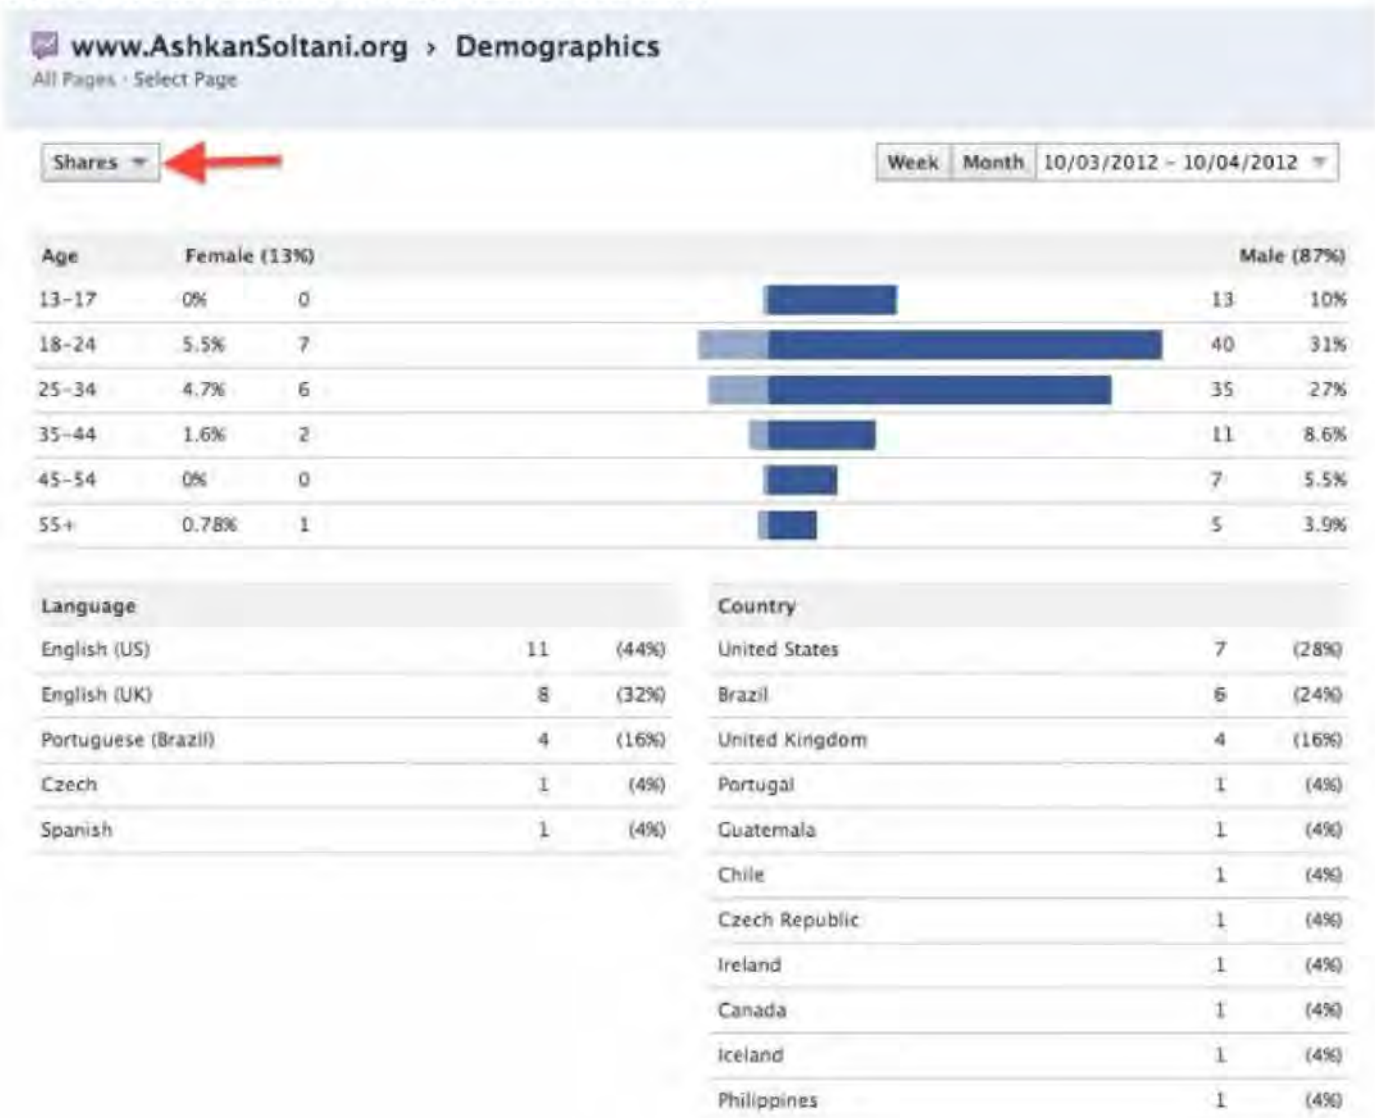 www.AshkanSoltani.org › Demographics
All Pages · Select Page
Shares
Week Month 10/03/2012 - 10/04/2012
Age Female (13%) Male (87%)
13-17 0% 0 13 10%
18-24 5.5% 7 40 31%
25-34 4.7% 6 35 27%
35-44 1.6% 2 11 8.6%
45-54 0% 0 7 5.5%
55+ 0.78% 1 5 3.9%
Language
English (US) 11 (44%)
English (UK) 8 (32%)
Portuguese (Brazil) 4 (16%)
Czech 1 (4%)
Spanish 1 (4%)
Country
United States 7 (28%)
Brazil 6 (24%)
United Kingdom 4 (16%)
Portugal 1 (4%)
Guatemala 1 (4%)
Chile 1 (4%)
Czech Republic 1 (4%)
Ireland 1 (4%)
Canada 1 (4%)
Iceland 1 (4%)
Philippines 1 (4%)